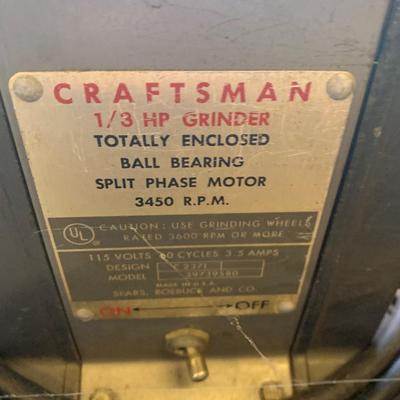 CRAFTSMAN
1/3 HP GRINDER
TOTALLY ENCLOSED
BALL BEARING
SPLIT PHASE MOTOR
3450 R.P.M.
UL CAUTION: USE GRINDING WHEELS
RATED 3600 RPM OR MORE
115 VOLTS 60 CYCLES 3.5 AMPS
DESIGN
MODEL
MADE IN U.S.A.
SEARS, ROEBUCK AND CO.
ON OFF